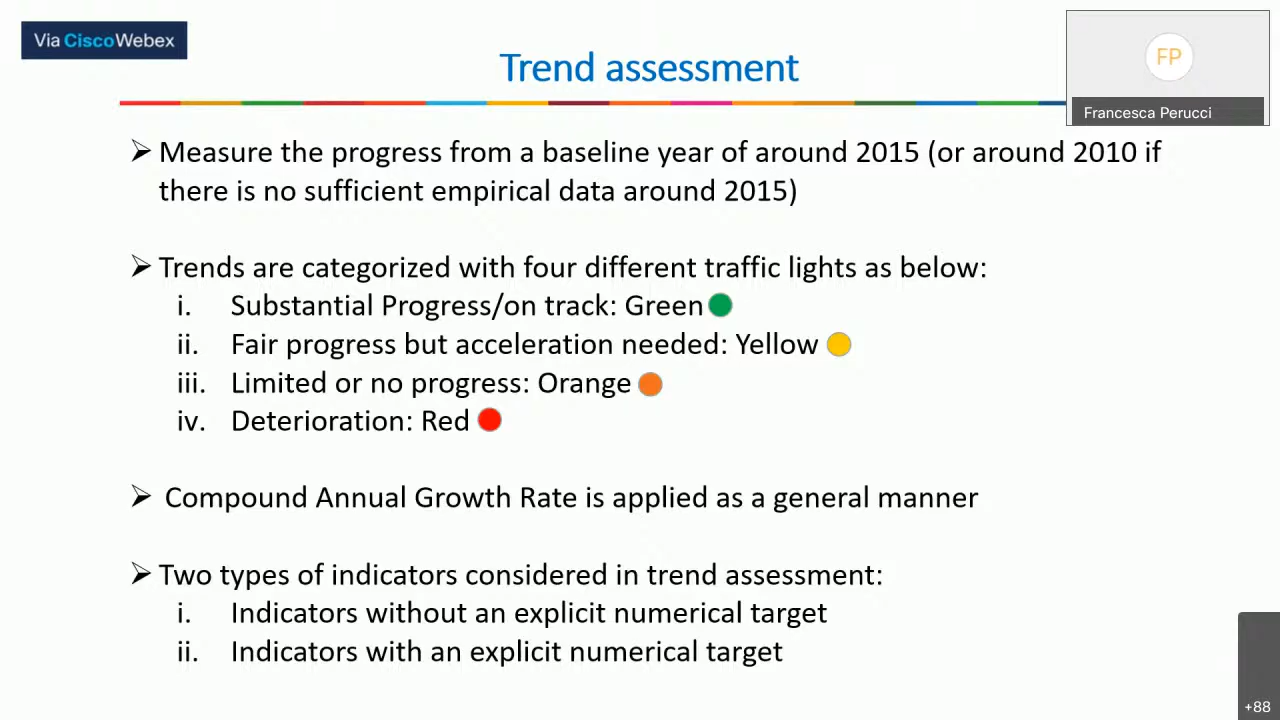 Via CiscoWebex
Trend assessment
FP
Francesca Perucci
➢ Measure the progress from a baseline year of around 2015 (or around 2010 if
there is no sufficient empirical data around 2015)
➢ Trends are categorized with four different traffic lights as below:
i. Substantial Progress/on track: Green
ii. Fair progress but acceleration needed: Yellow
iii. Limited or no progress: Orange
iv. Deterioration: Red
➢ Compound Annual Growth Rate is applied as a general manner
➢ Two types of indicators considered in trend assessment:
i. Indicators without an explicit numerical target
ii. Indicators with an explicit numerical target
+88